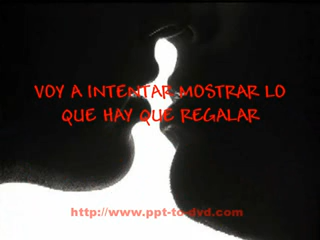 VOY A INTENTAR MOSTRAR LO
QUE HAY QUE REGALAR
http://www.ppt-to-dvd.com